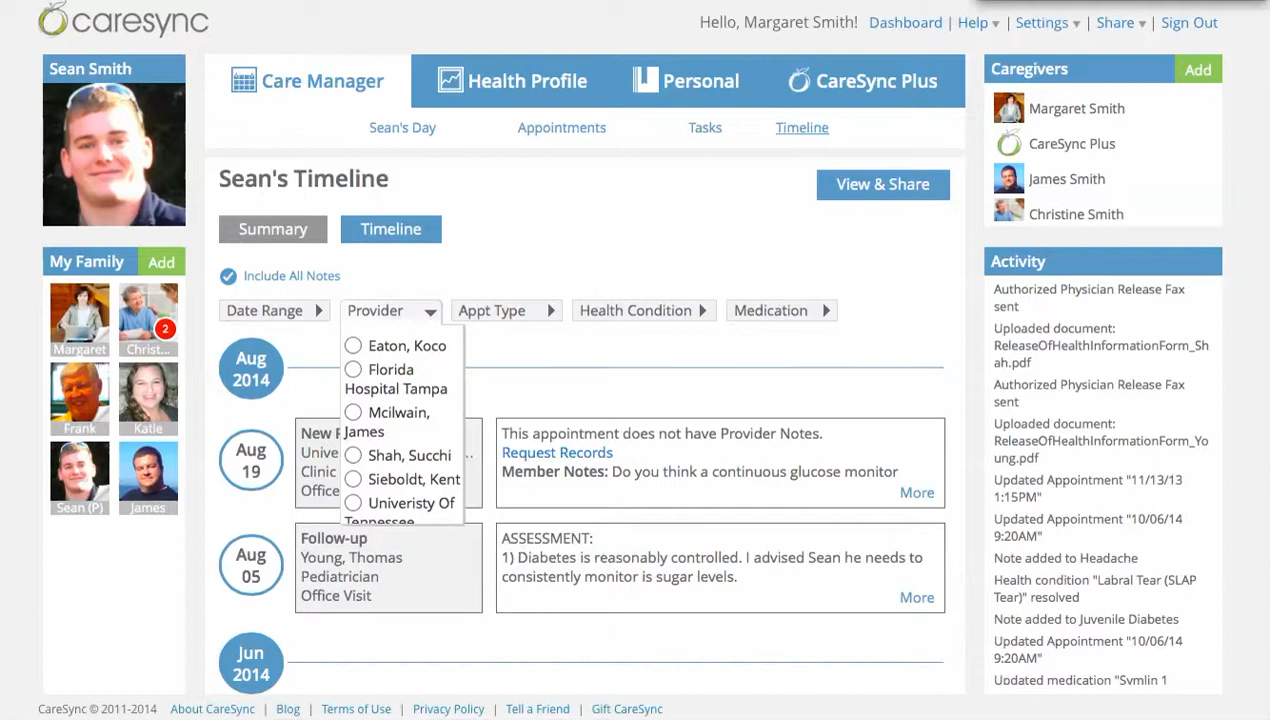 caresync
Hello, Margaret Smith! Dashboard | Help | Settings | Share | Sign Out
Sean Smith
Care Manager
Health Profile
Personal
CareSync Plus
Sean's Day
Appointments
Tasks
Timeline
Sean's Timeline
View & Share
Summary
Timeline
Include All Notes
Date Range
Provider
Appt Type
Health Condition
Medication
Eaton, Koco
Florida
Hospital Tampa
Mcilwain,
James
Shah, Succhi
Sieboldt, Kent
Univeristy Of
Tennessee
Aug
2014
Aug
19
New
Unive
Clinic
Office
This appointment does not have Provider Notes.
Request Records
Member Notes: Do you think a continuous glucose monitor
More
Aug
05
Follow-up
Young, Thomas
Pediatrician
Office Visit
ASSESSMENT:
1) Diabetes is reasonably controlled. I advised Sean he needs to
consistently monitor is sugar levels.
More
Jun
2014
My Family
Add
Margaret
Christ...
2
Frank
Katie
Sean (P)
James
Caregivers
Add
Margaret Smith
CareSync Plus
James Smith
Christine Smith
Activity
Authorized Physician Release Fax
sent
Uploaded document:
ReleaseOfHealthInformationForm_Sh
ah.pdf
Authorized Physician Release Fax
sent
Uploaded document:
ReleaseOfHealthInformationForm_Yo
ung.pdf
Updated Appointment "11/13/13
1:15PM"
Updated Appointment "10/06/14
9:20AM"
Note added to Headache
Health condition "Labral Tear (SLAP
Tear)" resolved
Note added to Juvenile Diabetes
Updated Appointment "10/06/14
9:20AM"
Updated medication "Symlin 1
CareSync © 2011-2014 About CareSync | Blog | Terms of Use | Privacy Policy | Tell a Friend | Gift CareSync